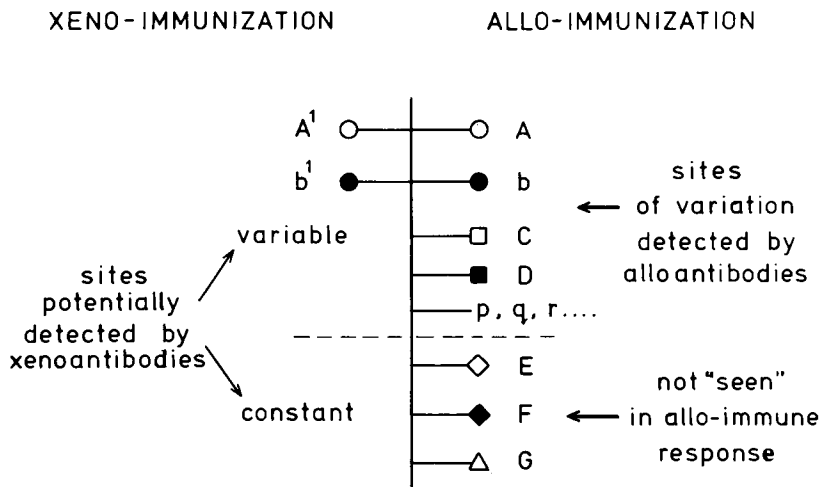 XENO-IMMUNIZATION
ALLO-IMMUNIZATION
A¹
A
b¹
b
C
D
p, q, r....
E
F
G
variable
sites
potentially
detected by
xenoantibodies
constant
sites
of variation
detected by
alloantibodies
not "seen"
in allo-immune
response